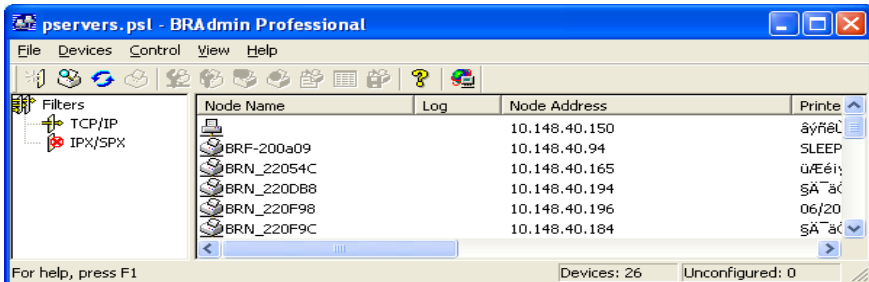 pservers.psl - BRAdmin Professional
File Devices Control View Help
Filters
TCP/IP
IPX/SPX
Node Name Log Node Address Printe
10.148.40.150
BRF-200a09 10.148.40.94 SLEEP
BRN_22054C 10.148.40.165
BRN_220DB8 10.148.40.194
BRN_220F98 10.148.40.196 06/20
BRN_220F9C 10.148.40.184
For help, press F1 Devices: 26 Unconfigured: 0